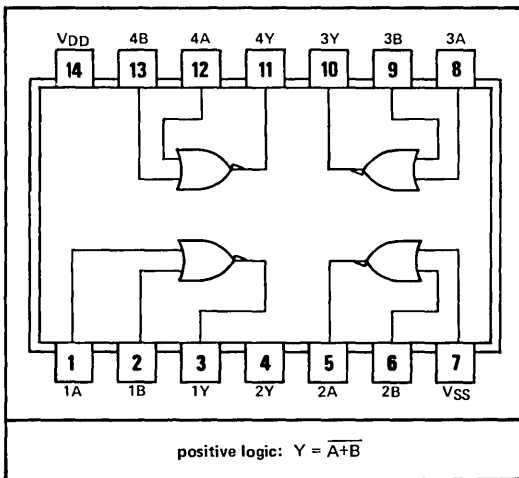 VDD 4B 4A 4Y 3Y 3B 3A
14 13 12 11 10 9 8
1 2 3 4 5 6 7
1A 1B 1Y 2Y 2A 2B VSS
positive logic: Y = A+B